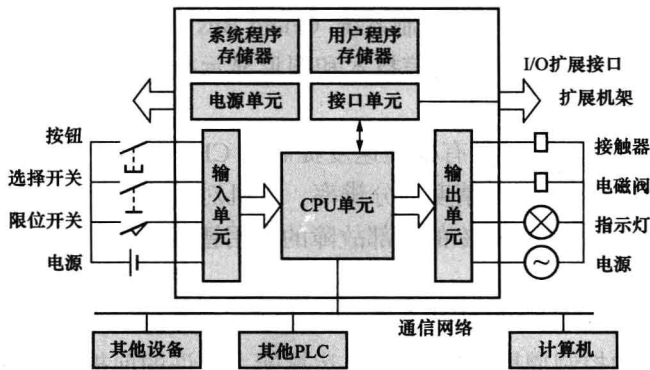 系统程序
存储器
用户程序
存储器
I/O扩展接口
电源单元
接口单元
扩展机架
按钮
接触器
选择开关
输入单元
CPU单元
输出单元
电磁阀
限位开关
指示灯
电源
~
电源
通信网络
其他设备
其他PLC
计算机